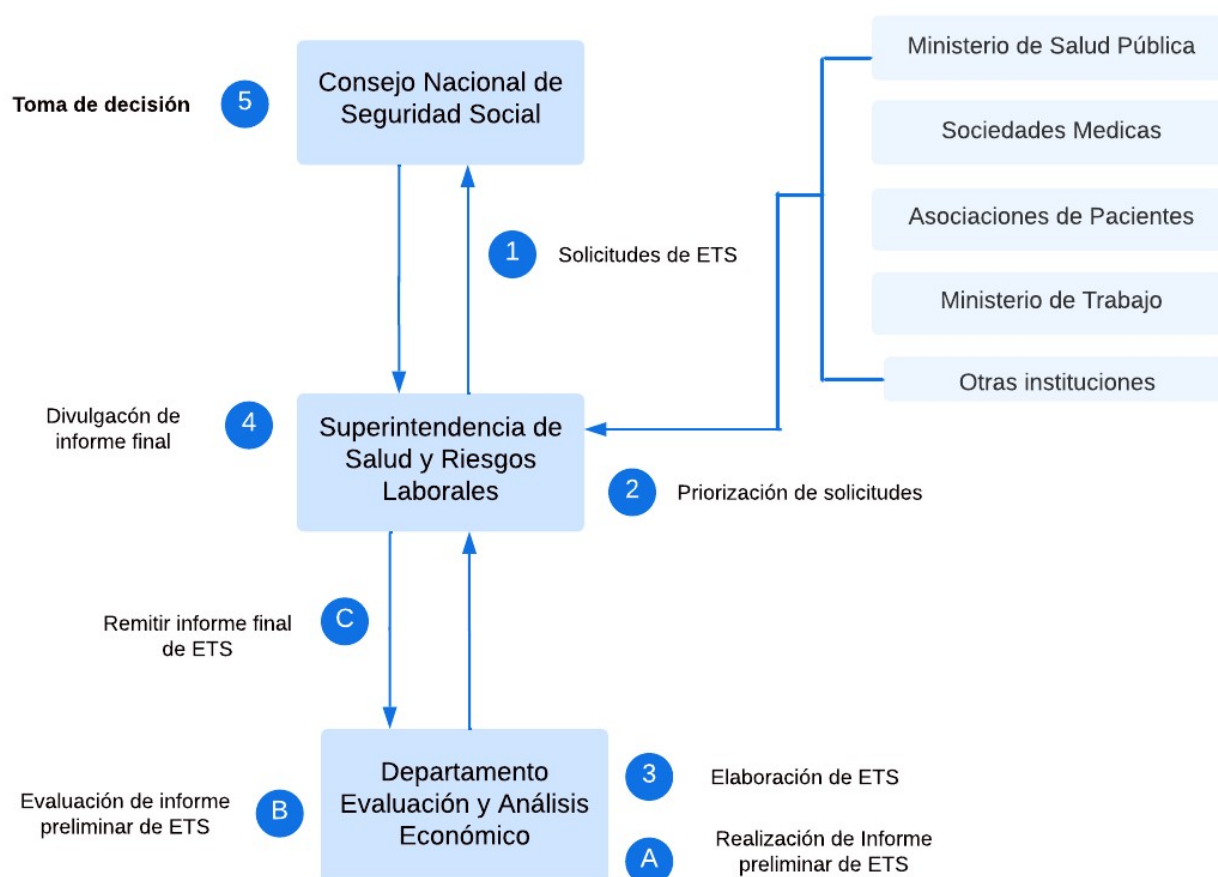 Ministerio de Salud Pública
Consejo Nacional de
Seguridad Social
5
Toma de decisión
Sociedades Medicas
Asociaciones de Pacientes
1
Solicitudes de ETS
Ministerio de Trabajo
Otras instituciones
Divulgacón de
informe final
4
Superintendencia de
Salud y Riesgos
Laborales
2
Priorización de solicitudes
C
Remitir informe final
de ETS
Departamento
Evaluación y Análisis
Económico
3
Elaboración de ETS
Evaluación de informe
preliminar de ETS
B
A
Realización de Informe
preliminar de ETS